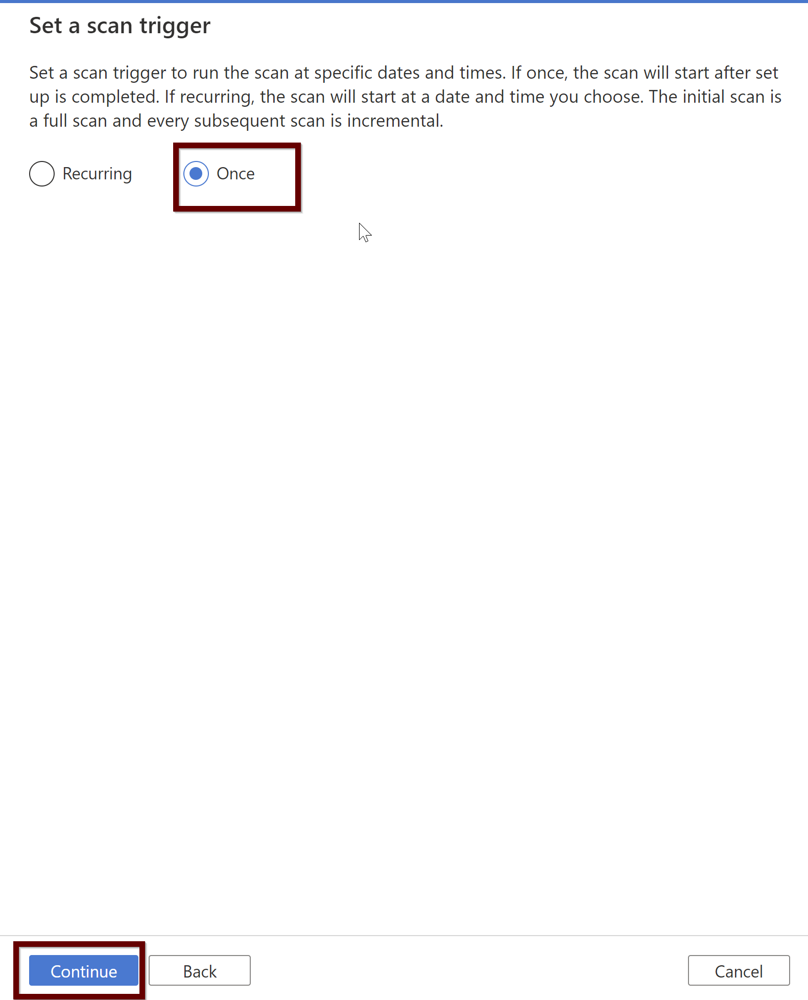 Set a scan trigger
Set a scan trigger to run the scan at specific dates and times. If once, the scan will start after set
up is completed. If recurring, the scan will start at a date and time you choose. The initial scan is
a full scan and every subsequent scan is incremental.
Recurring Once
Continue Back Cancel